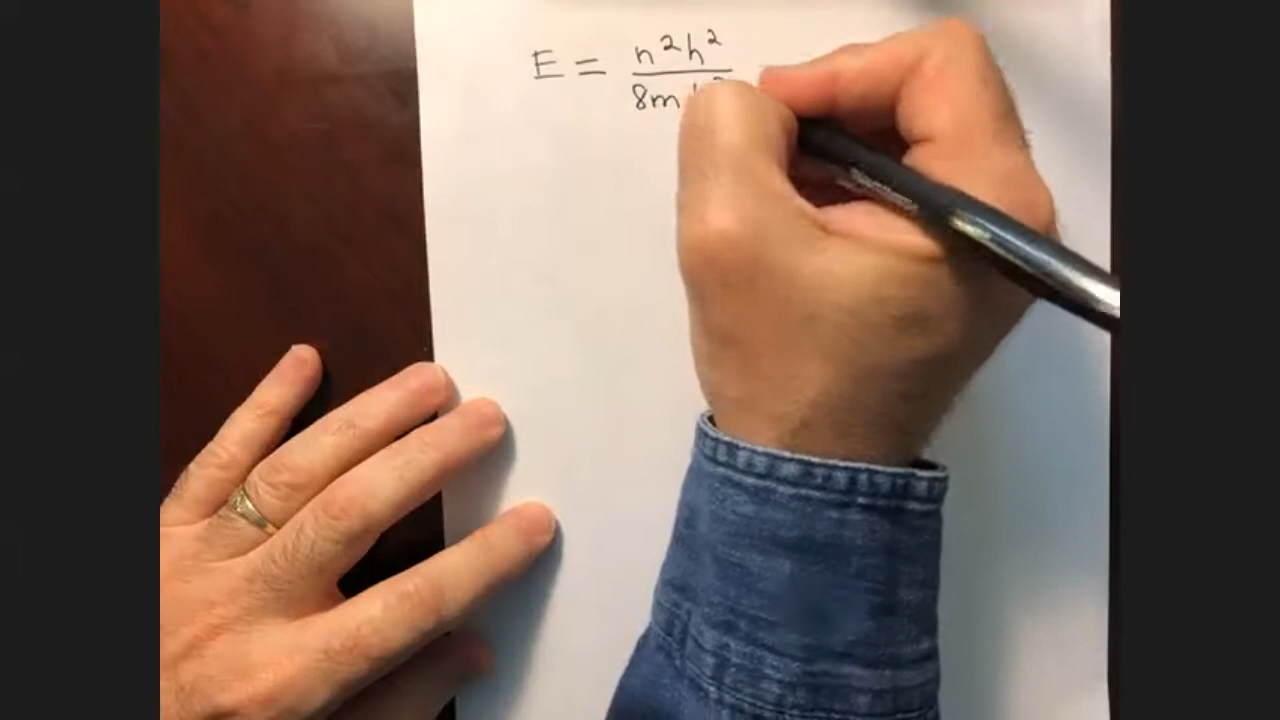 E = n²h²
8m